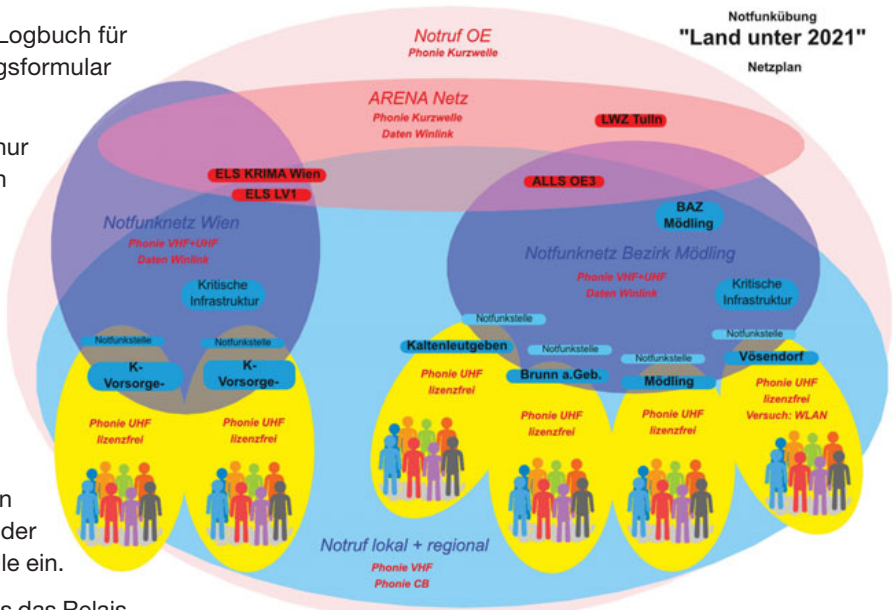 Logbuch für
gsformular
nur
n
n
der
le ein.
s das Relais
Notfunkübung
"Land unter 2021"
Netzplan
Notruf OE
Phonie Kurzwelle
ARENA Netz
Phonie Kurzwelle
Daten Winlink
LWZ Tulln
ELS KRIMA Wien
ELS LV1
ALLS OE3
BAZ
Mödling
Notfunknetz Wien
Phonie VHF+UHF
Daten Winlink
Kritische
Infrastruktur
Notfunknetz Bezirk Mödling
Phonie VHF+UHF
Daten Winlink
Kritische
Infrastruktur
Notfunkstelle
K-
Vorsorge-
Phonie UHF
lizenzfrei
Notfunkstelle
K-
Vorsorge-
Phonie UHF
lizenzfrei
Notfunkstelle
Kaltenleutgeben
Phonie UHF
lizenzfrei
Notfunkstelle
Brunn a.Geb.
Phonie UHF
lizenzfrei
Notfunkstelle
Mödling
Phonie UHF
lizenzfrei
Notfunkstelle
Vösendorf
Phonie UHF
lizenzfrei
Versuch: WLAN
Notruf lokal + regional
Phonie VHF
Phonie CB